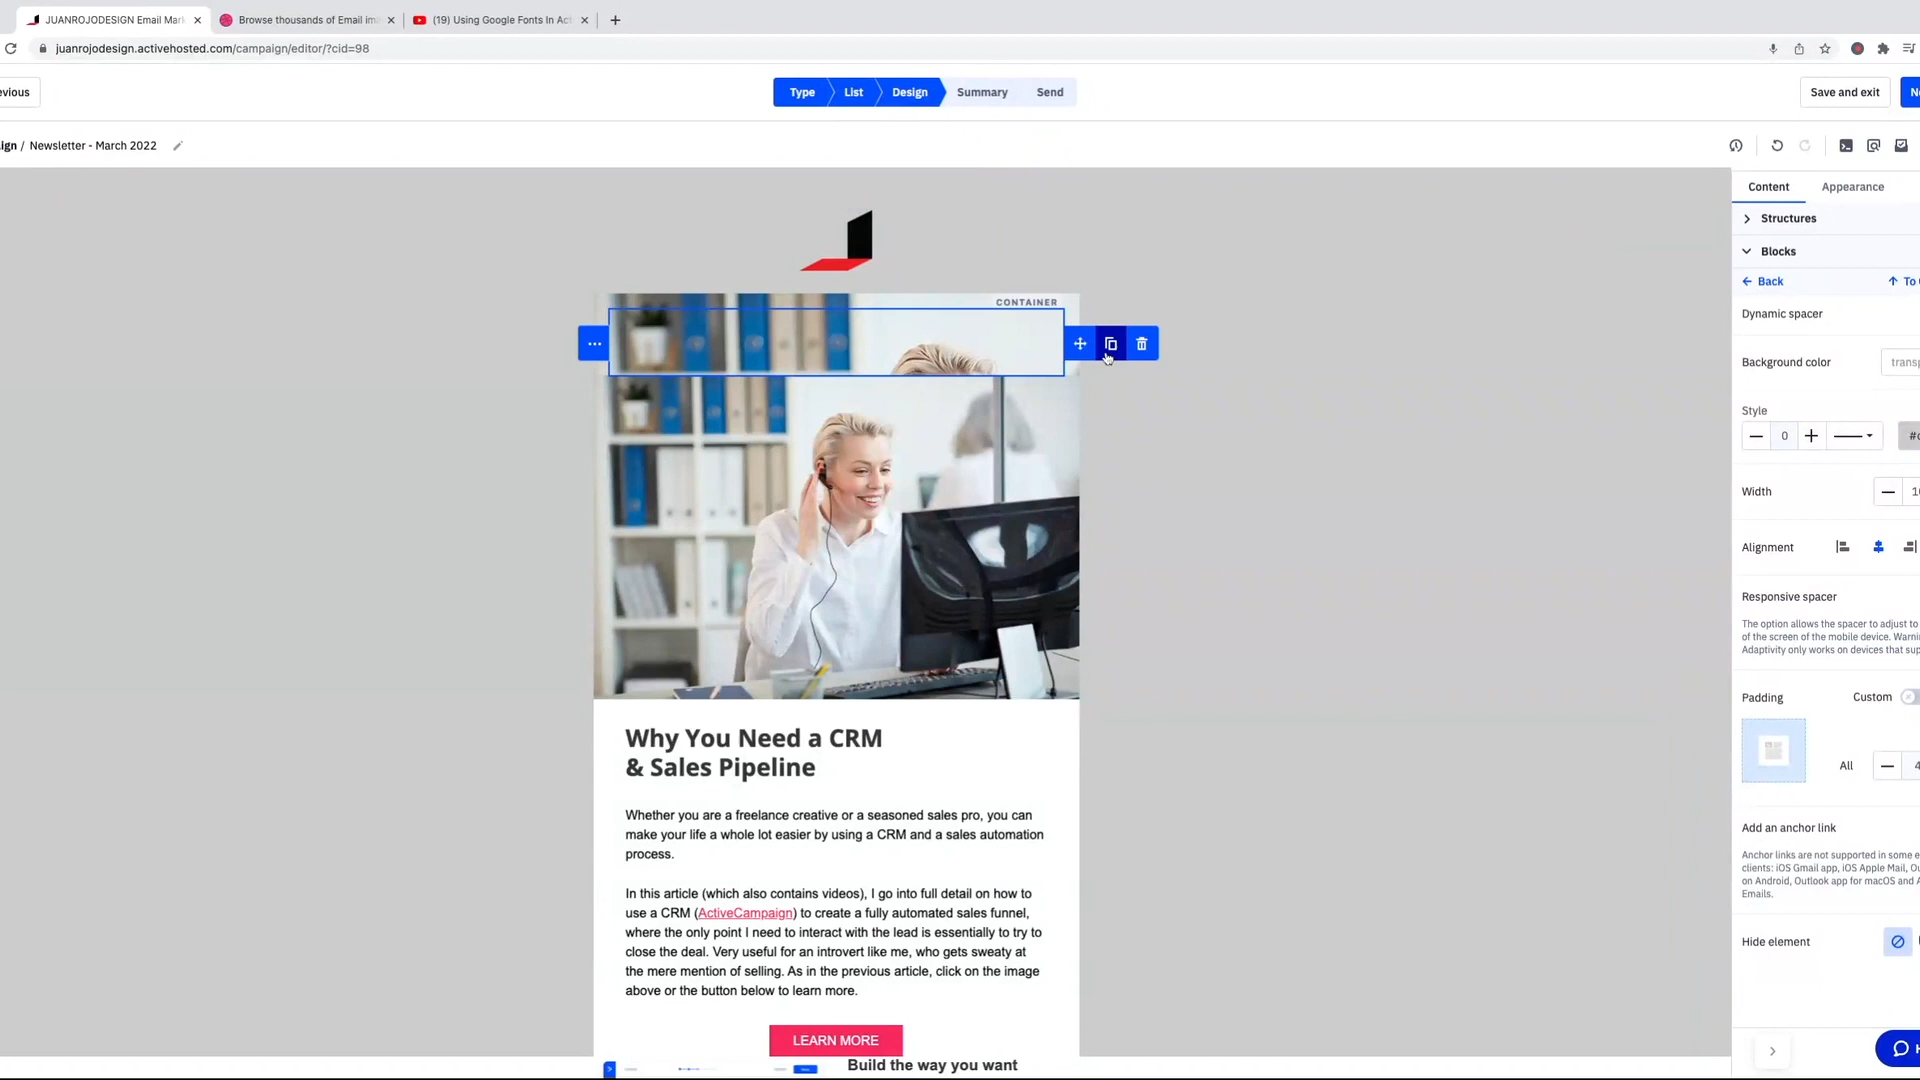 JUANROJODESIGN Email Mark
Browse thousands of Email im
(19) Using Google Fonts In Act
juanrojodesign.activehosted.com/campaign/editor/?cid=98
evious
Type
List
Design
Summary
Send
Save and exit
N
ign / Newsletter - March 2022
Content
Appearance
Structures
Blocks
Back
To
Dynamic spacer
Background color
transp
Style
0
#
Width
Alignment
Responsive spacer
The option allows the spacer to adjust to
of the screen of the mobile device. Warni
Adaptivity only works on devices that sup
Padding
Custom
All
4
Add an anchor link
Anchor links are not supported in some e
clients: iOS Gmail app, iOS Apple Mail, Ou
on Android, Outlook app for macOS and A
Emails.
Hide element
H
CONTAINER
Why You Need a CRM
& Sales Pipeline
Whether you are a freelance creative or a seasoned sales pro, you can
make your life a whole lot easier by using a CRM and a sales automation
process.
In this article (which also contains videos), I go into full detail on how to
use a CRM (ActiveCampaign) to create a fully automated sales funnel,
where the only point I need to interact with the lead is essentially to try to
close the deal. Very useful for an introvert like me, who gets sweaty at
the mere mention of selling. As in the previous article, click on the image
above or the button below to learn more.
LEARN MORE
Build the way you want